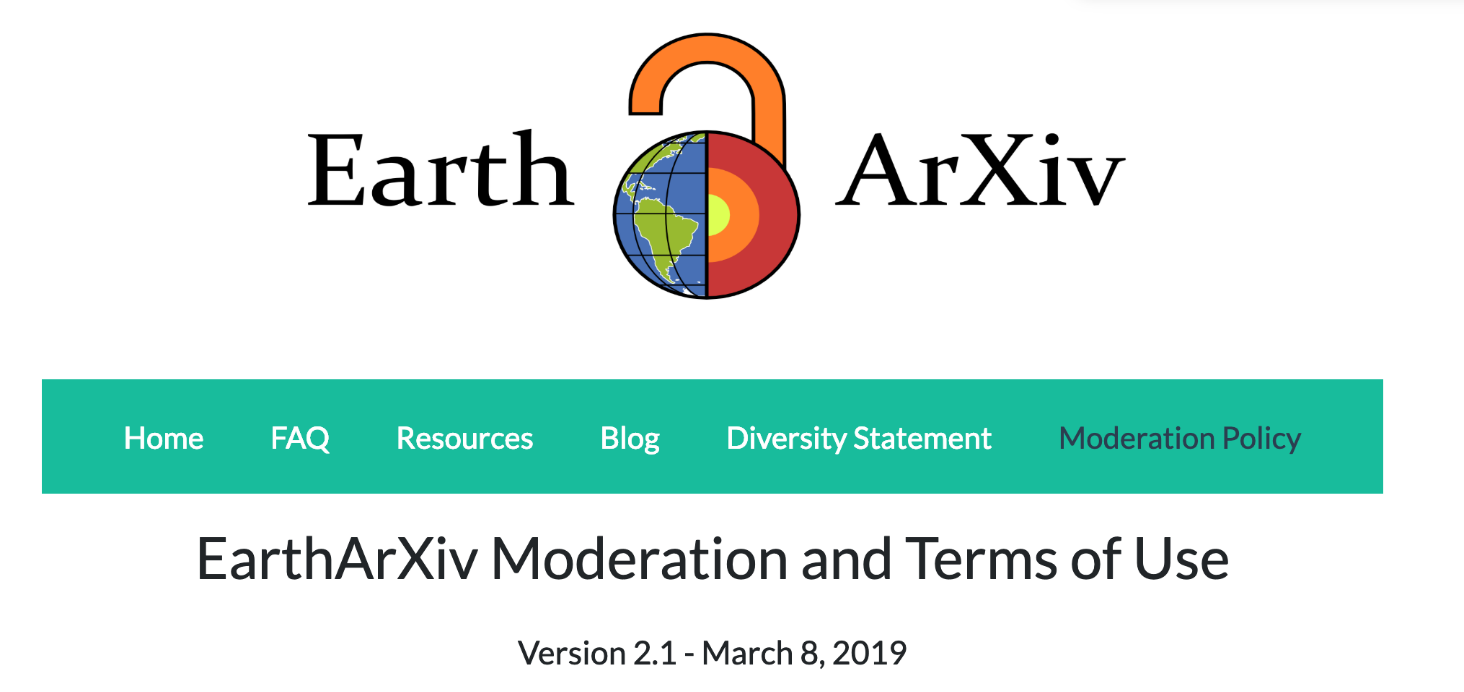 Earth ArXiv
Home FAQ Resources Blog Diversity Statement Moderation Policy
EarthArXiv Moderation and Terms of Use
Version 2.1 - March 8, 2019